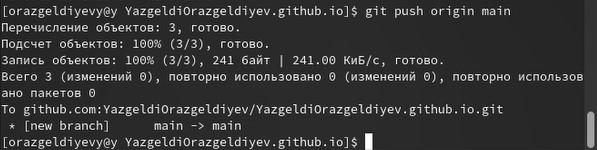 [orazgeldiyevy@y YazgeldiOrazgeldiyev.github.io]$ git push origin main
Перечисление объектов: 3, готово.
Подсчет объектов: 100% (3/3), готово.
Запись объектов: 100% (3/3), 241 байт | 241.00 КиБ/с, готово.
Всего 3 (изменений 0), повторно использовано 0 (изменений 0), повторно использов
ано пакетов 0
To github.com:YazgeldiOrazgeldiyev/YazgeldiOrazgeldiyev.github.io.git
 * [new branch]      main -> main
[orazgeldiyevy@y YazgeldiOrazgeldiyev.github.io]$